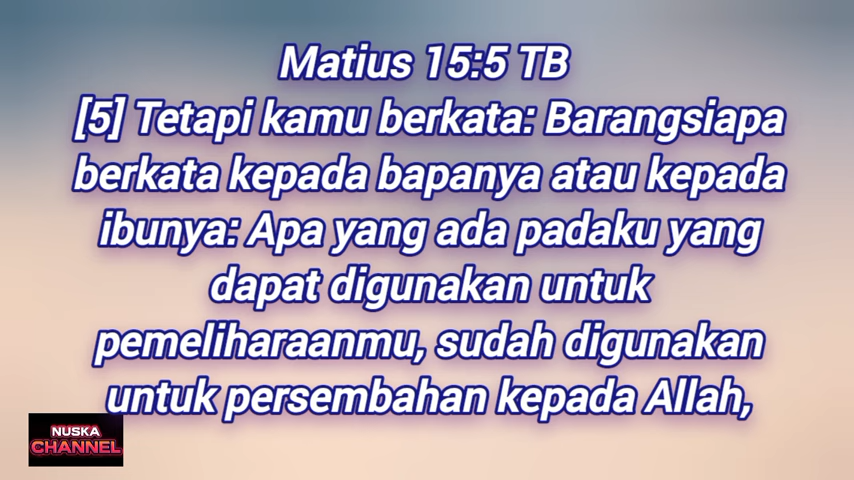 Matius 15:5 TB
[5] Tetapi kamu berkata: Barangsiapa
berkata kepada bapanya atau kepada
ibunya: Apa yang ada padaku yang
dapat digunakan untuk
pemeliharaanmu, sudah digunakan
untuk persembahan kepada Allah,
NUSKA
CHANNEL